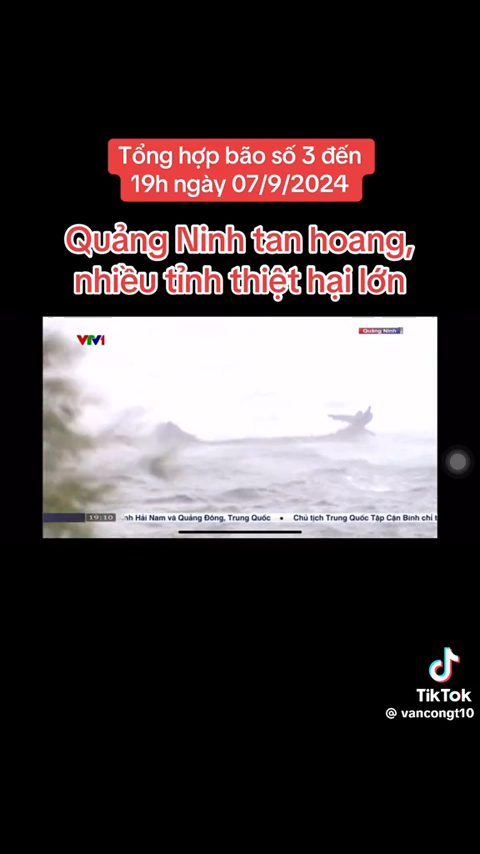 Tổng hợp bão số 3 đến
19h ngày 07/9/2024
Quảng Ninh tan hoang,
nhiều tỉnh thiệt hại lớn
VTV1
Quảng Ninh
19:10 nh Hải Nam và Quảng Đông, Trung Quốc • Chủ tịch Trung Quốc Tập Cận Bình chỉ
TikTok
@ vancongt10